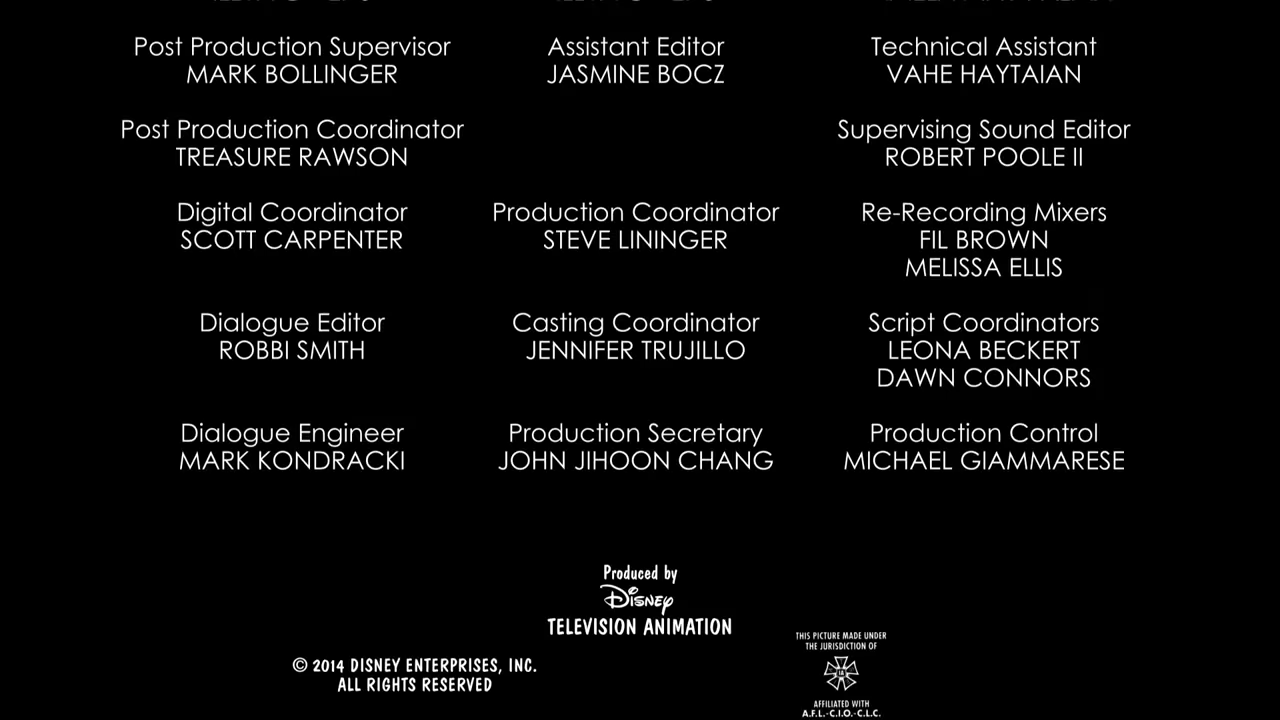 Post Production Supervisor
MARK BOLLINGER
Assistant Editor
JASMINE BOCZ
Technical Assistant
VAHE HAYTAIAN
Post Production Coordinator
TREASURE RAWSON
Supervising Sound Editor
ROBERT POOLE II
Digital Coordinator
SCOTT CARPENTER
Production Coordinator
STEVE LININGER
Re-Recording Mixers
FIL BROWN
MELISSA ELLIS
Dialogue Editor
ROBBI SMITH
Casting Coordinator
JENNIFER TRUJILLO
Script Coordinators
LEONA BECKERT
DAWN CONNORS
Dialogue Engineer
MARK KONDRACKI
Production Secretary
JOHN JIHOON CHANG
Production Control
MICHAEL GIAMMARESE
Produced by
DISNEY
TELEVISION ANIMATION
© 2014 DISNEY ENTERPRISES, INC.
ALL RIGHTS RESERVED
THIS PICTURE MADE UNDER
THE JURISDICTION OF
IA
AFFILIATED WITH
A.F.L.-C.I.O.-C.L.C.